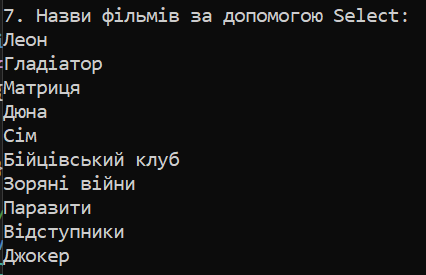 7. Назви фільмів за допомогою Select:
Леон
Гладіатор
Матриця
Дюна
Сім
Бійцівський клуб
Зоряні війни
Паразити
Відступники
Джокер